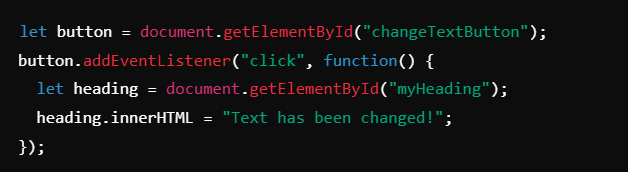 let button = document.getElementById("changeTextButton");
button.addEventListener("click", function() {
  let heading = document.getElementById("myHeading");
  heading.innerHTML = "Text has been changed!";
});